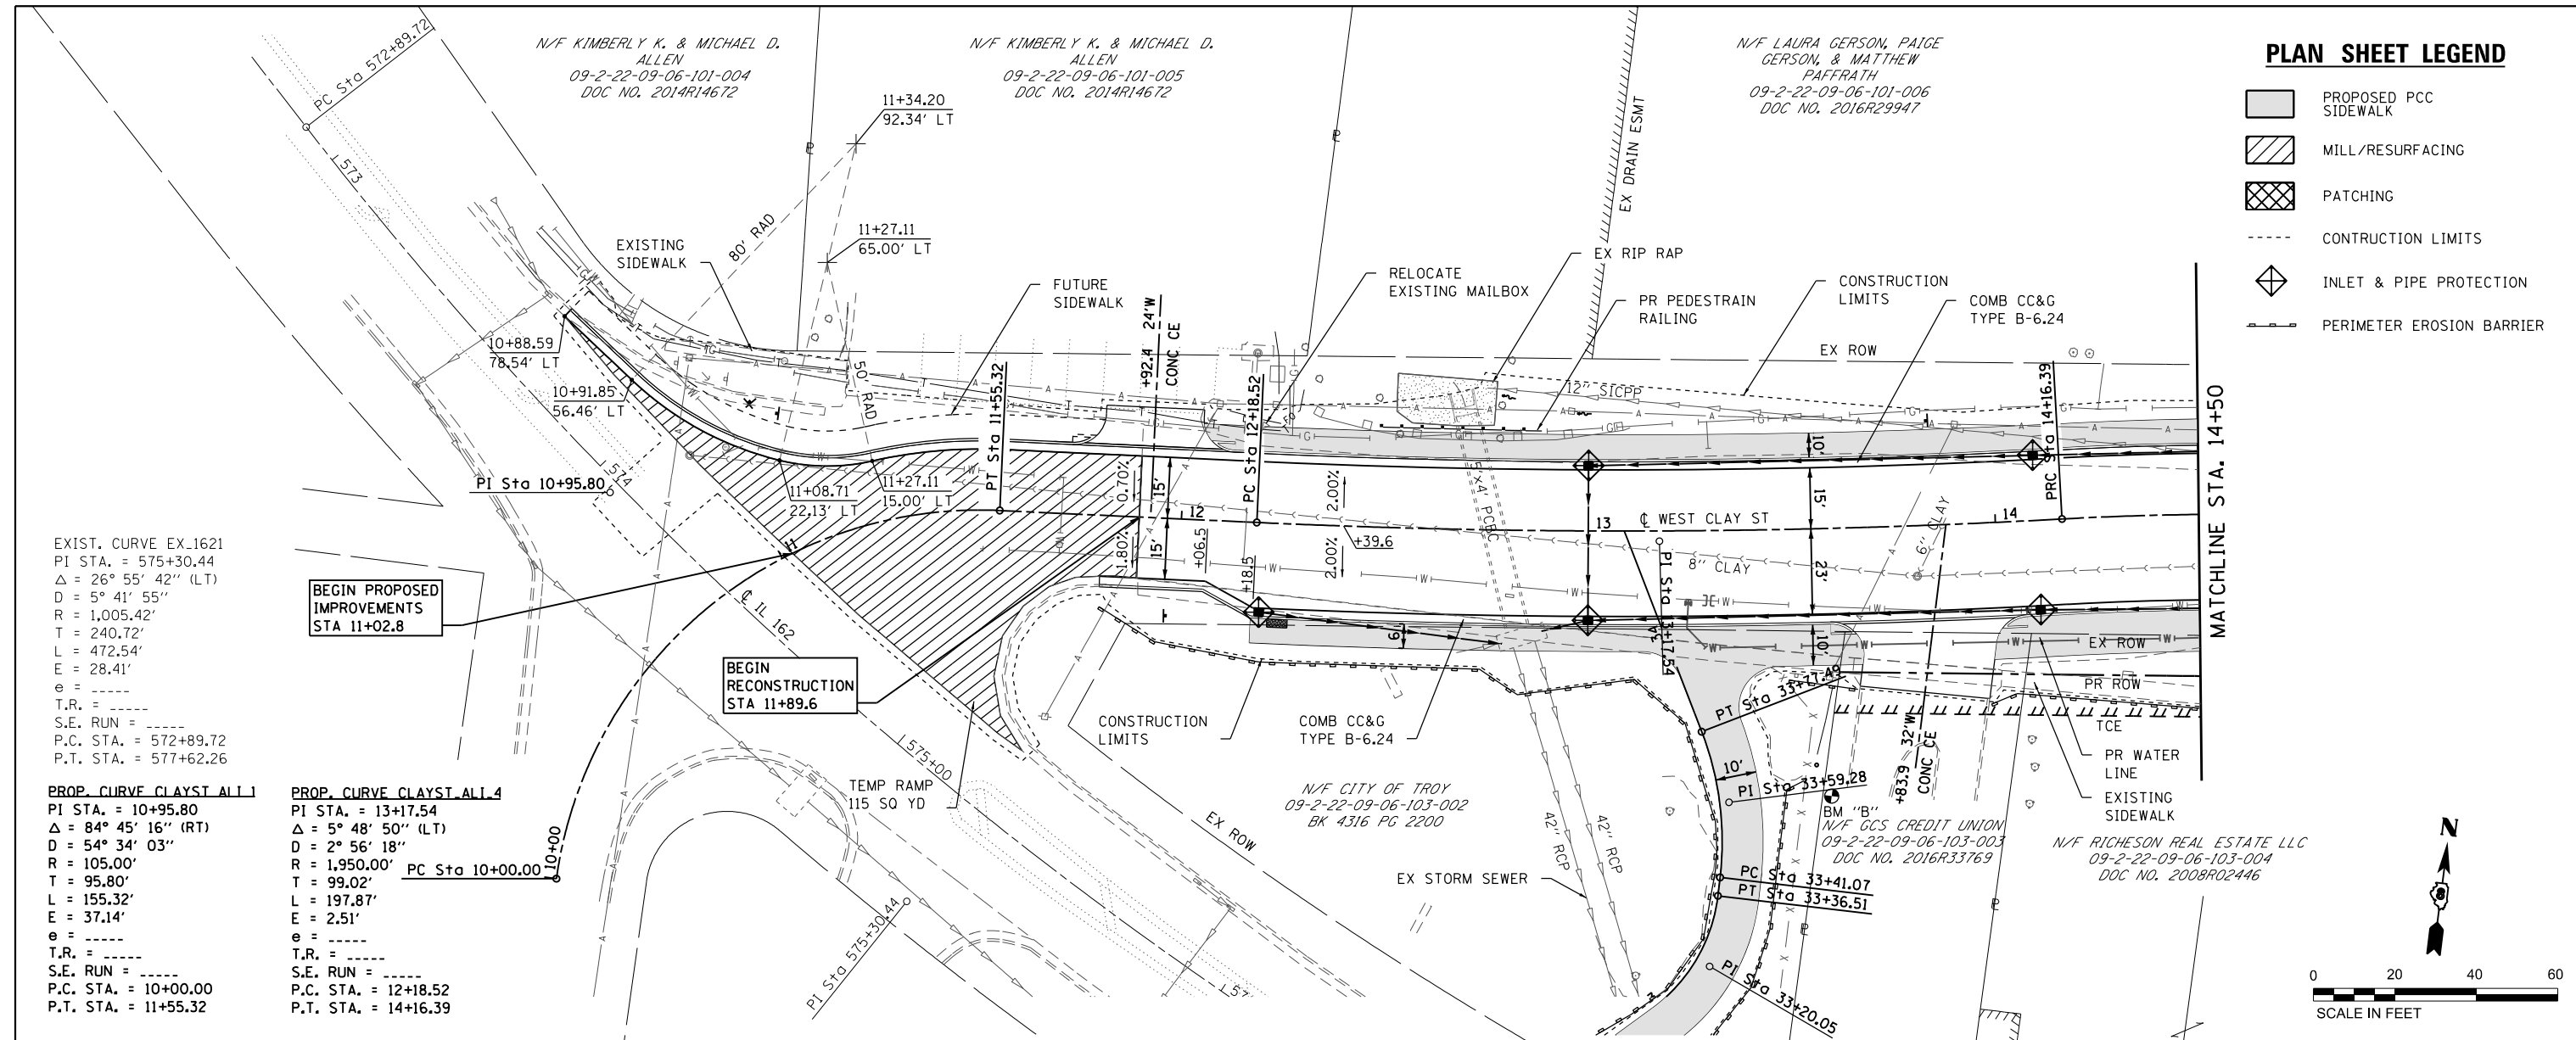 PC Sta 572+89.72
N/F KIMBERLY K. & MICHAEL D.
ALLEN
09-2-22-09-06-101-004
DOC NO. 2014R14672
N/F KIMBERLY K. & MICHAEL D.
ALLEN
09-2-22-09-06-101-005
DOC NO. 2014R14672
N/F LAURA GERSON, PAIGE
GERSON, & MATTHEW
PAFFRATH
09-2-22-09-06-101-006
DOC NO. 2016R29947
EX DRAIN ESMT
PLAN SHEET LEGEND
PROPOSED PCC
SIDEWALK
MILL/RESURFACING
PATCHING
CONTRUCTION LIMITS
INLET & PIPE PROTECTION
PERIMETER EROSION BARRIER
573
11+34.20
92.34' LT
11+27.11
65.00' LT
80' RAD
EXISTING
SIDEWALK
FUTURE
SIDEWALK
RELOCATE
EXISTING MAILBOX
EX RIP RAP
PR PEDESTRAIN
RAILING
CONSTRUCTION
LIMITS
COMB CC&G
TYPE B-6.24
EX ROW
10+88.59
78.54' LT
10+91.85
56.46' LT
50' RAD
PT Sta 11+55.32
+92.4 24'W
CONC CE
PC Sta 12+18.52
12" SICPP
PRC Sta 14+16.39
MATCHLINE STA. 14+50
PI Sta 10+95.80
574
11+08.71
22.13' LT
11+27.11
15.00' LT
0.70%
15'
1.80%
15'
12
+06.5
+18.5
2.00%
2.00%
+39.6
5'X4' PCBC
13
℄ WEST CLAY ST
14
10'
15'
23'
10'
8" CLAY
6" CLAY
6'
PI Sta 13+17.54
34
11
EX ROW
PR ROW
TCE
EXIST. CURVE EX_1621
PI STA. = 575+30.44
Δ = 26° 55' 42" (LT)
D = 5° 41' 55"
R = 1,005.42'
T = 240.72'
L = 472.54'
E = 28.41'
e = _____
T.R. = _____
S.E. RUN = _____
P.C. STA. = 572+89.72
P.T. STA. = 577+62.26
BEGIN PROPOSED
IMPROVEMENTS
STA 11+02.8
℄ IL 162
BEGIN
RECONSTRUCTION
STA 11+89.6
CONSTRUCTION
LIMITS
COMB CC&G
TYPE B-6.24
PT Sta 33+77.49
10'
PI Sta 33+59.28
BM "B"
+83.9 32'W
CONC CE
PR WATER
LINE
EXISTING
SIDEWALK
575+00
TEMP RAMP
115 SQ YD
EX ROW
N/F CITY OF TROY
09-2-22-09-06-103-002
BK 4316 PG 2200
42" RCP
42" RCP
N/F GCS CREDIT UNION
09-2-22-09-06-103-003
DOC NO. 2016R33769
N/F RICHESON REAL ESTATE LLC
09-2-22-09-06-103-004
DOC NO. 2008R02446
PROP. CURVE CLAYST_ALI_1
PI STA. = 10+95.80
Δ = 84° 45' 16" (RT)
D = 54° 34' 03"
R = 105.00'
T = 95.80'
L = 155.32'
E = 37.14'
e = _____
T.R. = _____
S.E. RUN = _____
P.C. STA. = 10+00.00
P.T. STA. = 11+55.32
PROP. CURVE CLAYST_ALI_4
PI STA. = 13+17.54
Δ = 5° 48' 50" (LT)
D = 2° 56' 18"
R = 1,950.00'
T = 99.02'
L = 197.87'
E = 2.51'
e = _____
T.R. = _____
S.E. RUN = _____
P.C. STA. = 12+18.52
P.T. STA. = 14+16.39
PC Sta 10+00.00
10+00
PI Sta 575+30.44
EX STORM SEWER
PC Sta 33+41.07
PT Sta 33+36.51
PI Sta 33+20.05
N
0 20 40 60
SCALE IN FEET